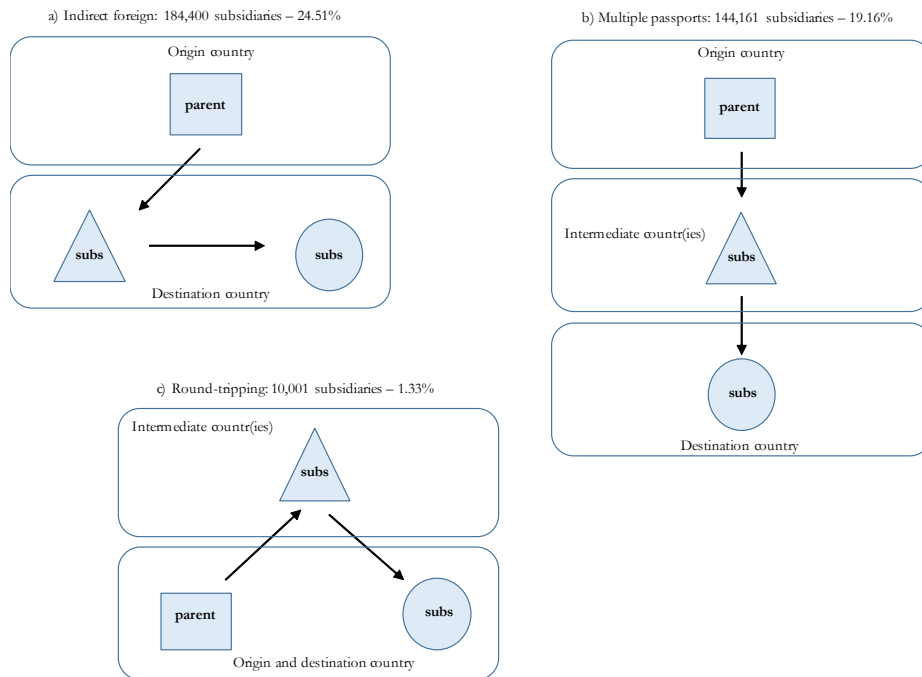 a) Indirect foreign: 184,400 subsidiaries – 24.51%
Origin country
parent
subs
subs
Destination country
b) Multiple passports: 144,161 subsidiaries – 19.16%
Origin country
parent
Intermediate countr(ies)
subs
subs
Destination country
c) Round-tripping: 10,001 subsidiaries – 1.33%
Intermediate countr(ies)
subs
parent
subs
Origin and destination country